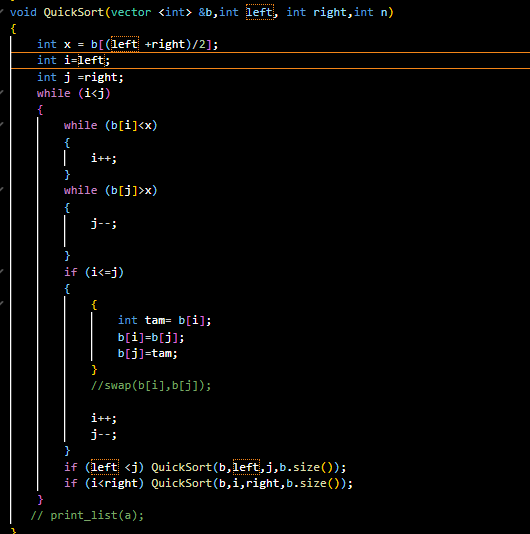 void QuickSort(vector <int> &b,int left, int right,int n)
{
    int x = b[(left +right)/2];
    int i=left;
    int j =right;
    while (i<j)
    {
        while (b[i]<x)
        {
            i++;
        }
        while (b[j]>x)
        {
            j--;
        }
        if (i<=j)
        {
            {
                int tam= b[i];
                b[i]=b[j];
                b[j]=tam;
            }
            //swap(b[i],b[j]);
            i++;
            j--;
        }
        if (left <j) QuickSort(b,left,j,b.size());
        if (i<right) QuickSort(b,i,right,b.size());
    }
   // print_list(a);
}